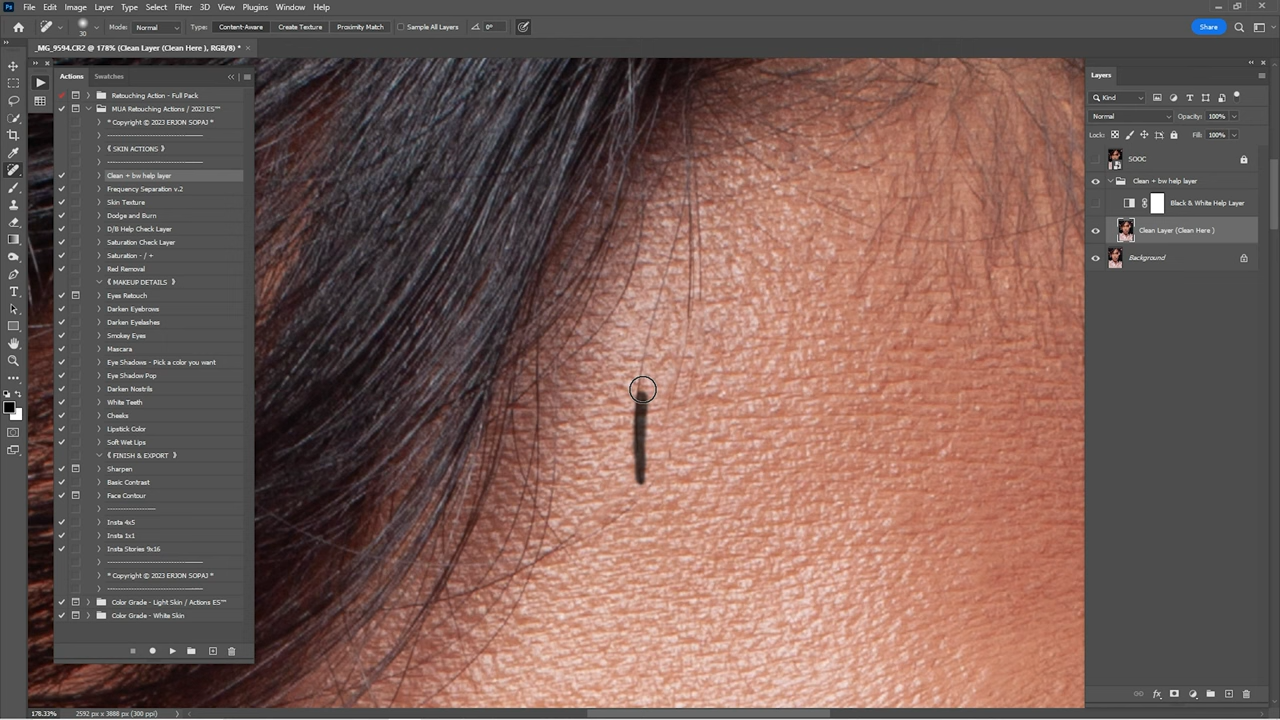 File Edit Image Layer Type Select Filter 3D View Plugins Window Help
30 Mode: Normal Type: Content-Aware Create Texture Proximity Match Sample All Layers 0° Share
_MG_9594.CR2 @ 178% (Clean Layer (Clean Here ), RGB/8) *
Actions Swatches
Retouching Action - Full Pack
MUA Retouching Actions / 2023 ES™
* Copyright © 2023 ERJON SOPAJ *
《 SKIN ACTIONS 》
Clean + bw help layer
Frequency Separation v.2
Skin Texture
Dodge and Burn
D/B Help Check Layer
Saturation Check Layer
Saturation - / +
Red Removal
《 MAKEUP DETAILS 》
Eyes Retouch
Darken Eyebrows
Darken Eyelashes
Smokey Eyes
Mascara
Eye Shadows - Pick a color you want
Eye Shadow Pop
Darken Nostrils
White Teeth
Cheeks
Lipstick Color
Soft Wet Lips
《 FINISH & EXPORT 》
Sharpen
Basic Contrast
Face Contour
Insta 4x5
Insta 1x1
Insta Stories 9x16
* Copyright © 2023 ERJON SOPAJ *
Color Grade - Light Skin / Actions ES™
Color Grade - White Skin
Layers
Kind
Normal Opacity: 100%
Lock: Fill: 100%
SOOC
Clean + bw help layer
Black & White Help Layer
Clean Layer (Clean Here )
Background
178.33% 2592 px x 3888 px (300 ppi)